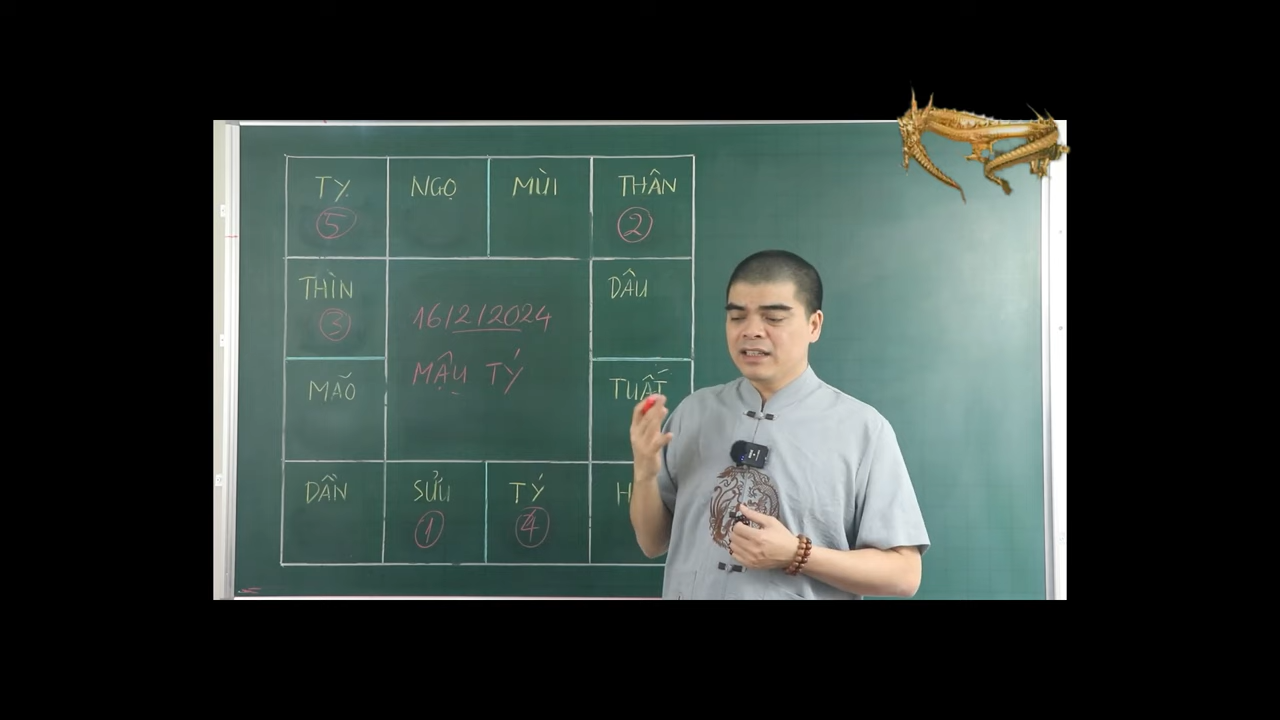 TỴ NGỌ MÙI THÂN
⑤ ②
THÌN DẬU
③ 16/2/2024
MẬU TÝ
MÃO TUẤT
DẦN SỬU TÝ H
① ④